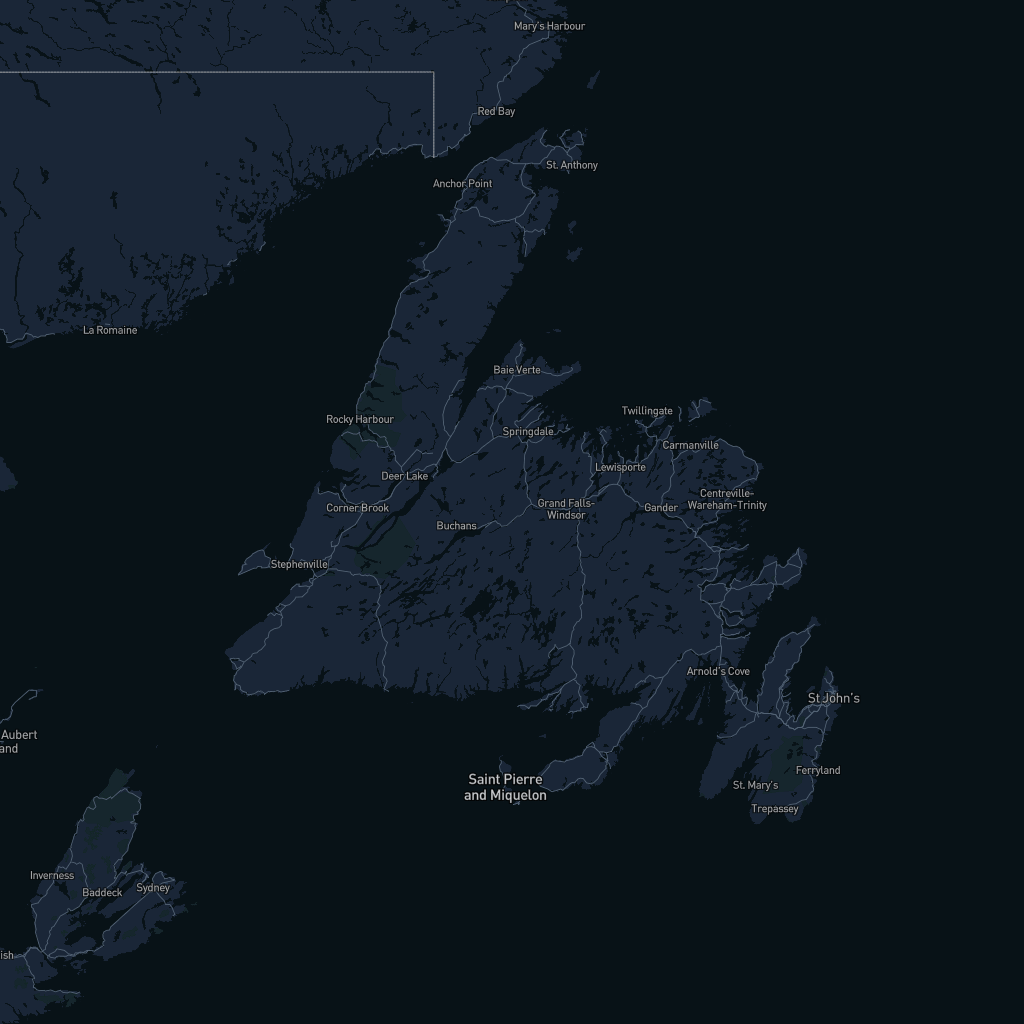 Mary's Harbour
Red Bay
St. Anthony
Anchor Point
La Romaine
Baie Verte
Twillingate
Rocky Harbour
Springdale
Carmanville
Lewisporte
Deer Lake
Centreville-
Wareham-Trinity
Grand Falls-
Windsor
Corner Brook
Gander
Buchans
Stephenville
Arnold's Cove
St John's
Aubert
and
Saint Pierre
and Miquelon
Ferryland
St. Mary's
Trepassey
Inverness
Baddeck
Sydney
ish